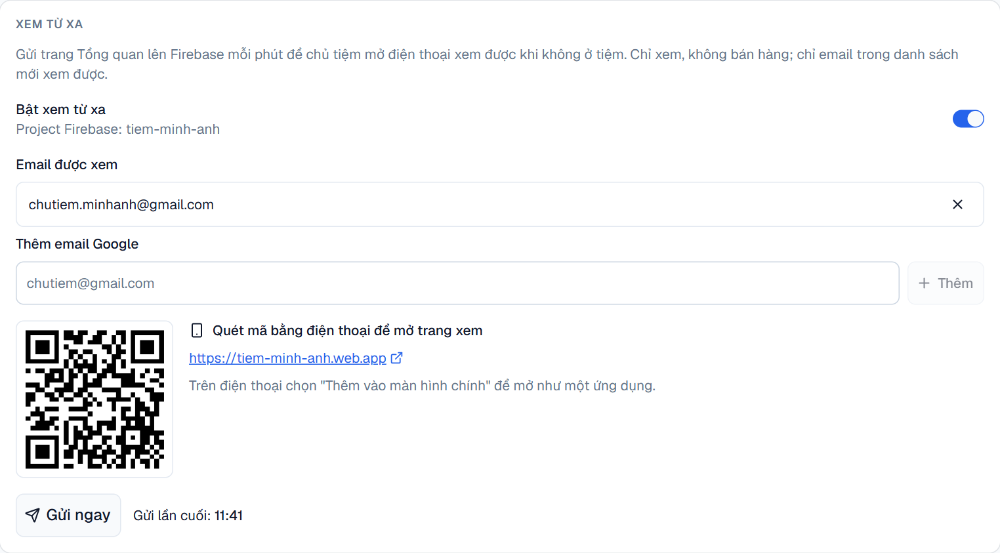 XEM TỪ XA
Gửi trang Tổng quan lên Firebase mỗi phút để chủ tiệm mở điện thoại xem được khi không ở tiệm. Chỉ xem, không bán hàng; chỉ email trong danh sách
mới xem được.
Bật xem từ xa
Project Firebase: tiem-minh-anh
Email được xem
chutiem.minhanh@gmail.com
Thêm email Google
chutiem@gmail.com
Thêm
Quét mã bằng điện thoại để mở trang xem
https://tiem-minh-anh.web.app
Trên điện thoại chọn "Thêm vào màn hình chính" để mở như một ứng dụng.
Gửi ngay
Gửi lần cuối: 11:41